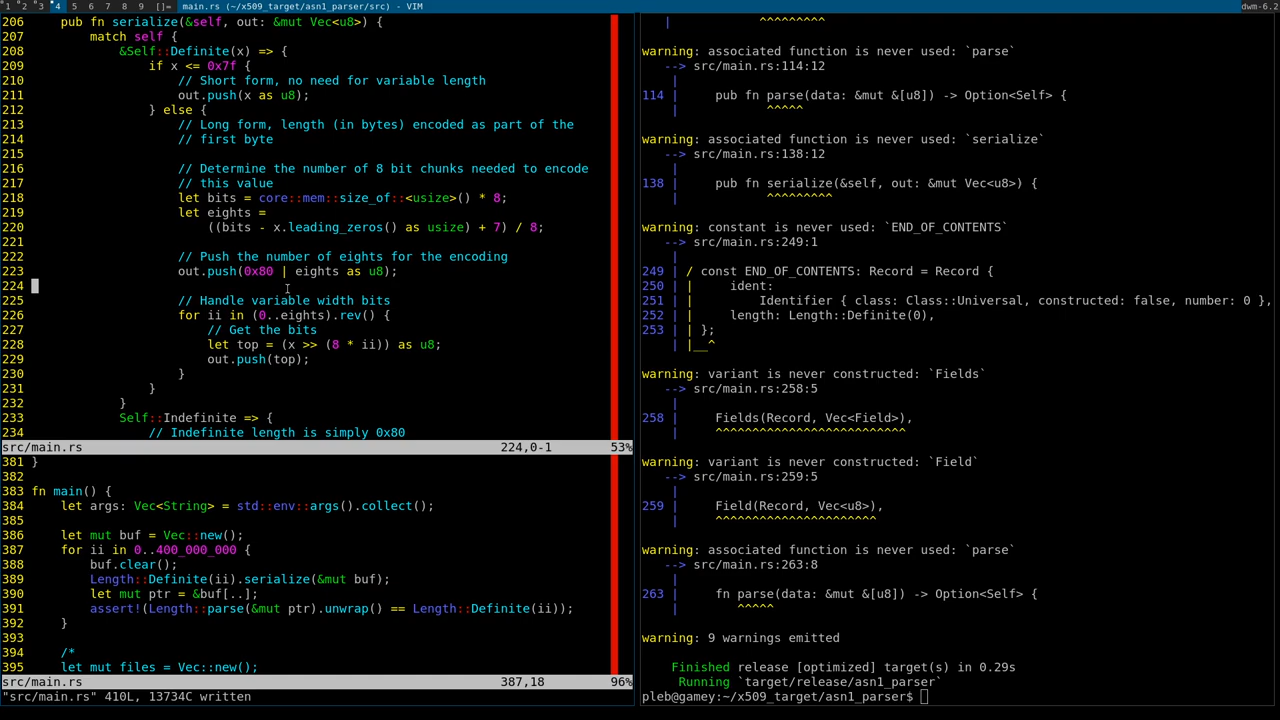 1 2 3 4 5 6 7 8 9 []= main.rs (~/x509_target/asn1_parser/src) - VIM dwm-6.2
206     pub fn serialize(&self, out: &mut Vec<u8>) {
207         match self {
208             &Self::Definite(x) => {
209                 if x <= 0x7f {
210                     // Short form, no need for variable length
211                     out.push(x as u8);
212                 } else {
213                     // Long form, length (in bytes) encoded as part of the
214                     // first byte
215
216                     // Determine the number of 8 bit chunks needed to encode
217                     // this value
218                     let bits = core::mem::size_of::<usize>() * 8;
219                     let eights =
220                         ((bits - x.leading_zeros() as usize) + 7) / 8;
221
222                     // Push the number of eights for the encoding
223                     out.push(0x80 | eights as u8);
224
225                     // Handle variable width bits
226                     for ii in (0..eights).rev() {
227                         // Get the bits
228                         let top = (x >> (8 * ii)) as u8;
229                         out.push(top);
230                     }
231                 }
232             }
233             Self::Indefinite => {
234                 // Indefinite length is simply 0x80
src/main.rs 224,0-1 53%
381 }
382
383 fn main() {
384     let args: Vec<String> = std::env::args().collect();
385
386     let mut buf = Vec::new();
387     for ii in 0..400_000_000 {
388         buf.clear();
389         Length::Definite(ii).serialize(&mut buf);
390         let mut ptr = &buf[..];
391         assert!(Length::parse(&mut ptr).unwrap() == Length::Definite(ii));
392     }
393
394     /*
395     let mut files = Vec::new();
src/main.rs 387,18 96%
"src/main.rs" 410L, 13734C written
    |            ^^^^^^^^^
warning: associated function is never used: `parse`
   --> src/main.rs:114:12
    |
114 |     pub fn parse(data: &mut &[u8]) -> Option<Self> {
    |            ^^^^^
warning: associated function is never used: `serialize`
   --> src/main.rs:138:12
    |
138 |     pub fn serialize(&self, out: &mut Vec<u8>) {
    |            ^^^^^^^^^
warning: constant is never used: `END_OF_CONTENTS`
   --> src/main.rs:249:1
    |
249 | / const END_OF_CONTENTS: Record = Record {
250 | |     ident:
251 | |         Identifier { class: Class::Universal, constructed: false, number: 0 },
252 | |     length: Length::Definite(0),
253 | | };
    | |__^
warning: variant is never constructed: `Fields`
   --> src/main.rs:258:5
    |
258 |     Fields(Record, Vec<Field>),
    |     ^^^^^^^^^^^^^^^^^^^^^^^^^^
warning: variant is never constructed: `Field`
   --> src/main.rs:259:5
    |
259 |     Field(Record, Vec<u8>),
    |     ^^^^^^^^^^^^^^^^^^^^^^
warning: associated function is never used: `parse`
   --> src/main.rs:263:8
    |
263 |     fn parse(data: &mut &[u8]) -> Option<Self> {
    |        ^^^^^
warning: 9 warnings emitted
    Finished release [optimized] target(s) in 0.29s
     Running `target/release/asn1_parser`
pleb@gamey:~/x509_target/asn1_parser$